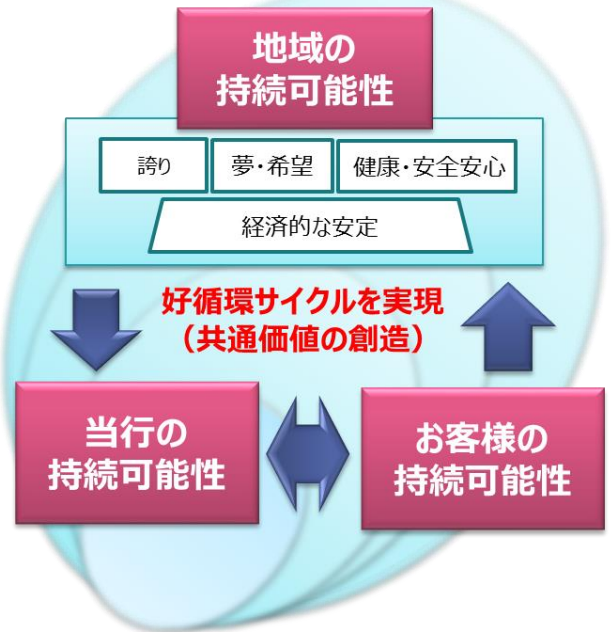 地域の
持続可能性
誇り
夢・希望
健康・安全安心
経済的な安定
好循環サイクルを実現
（共通価値の創造）
当行の
持続可能性
お客様の
持続可能性